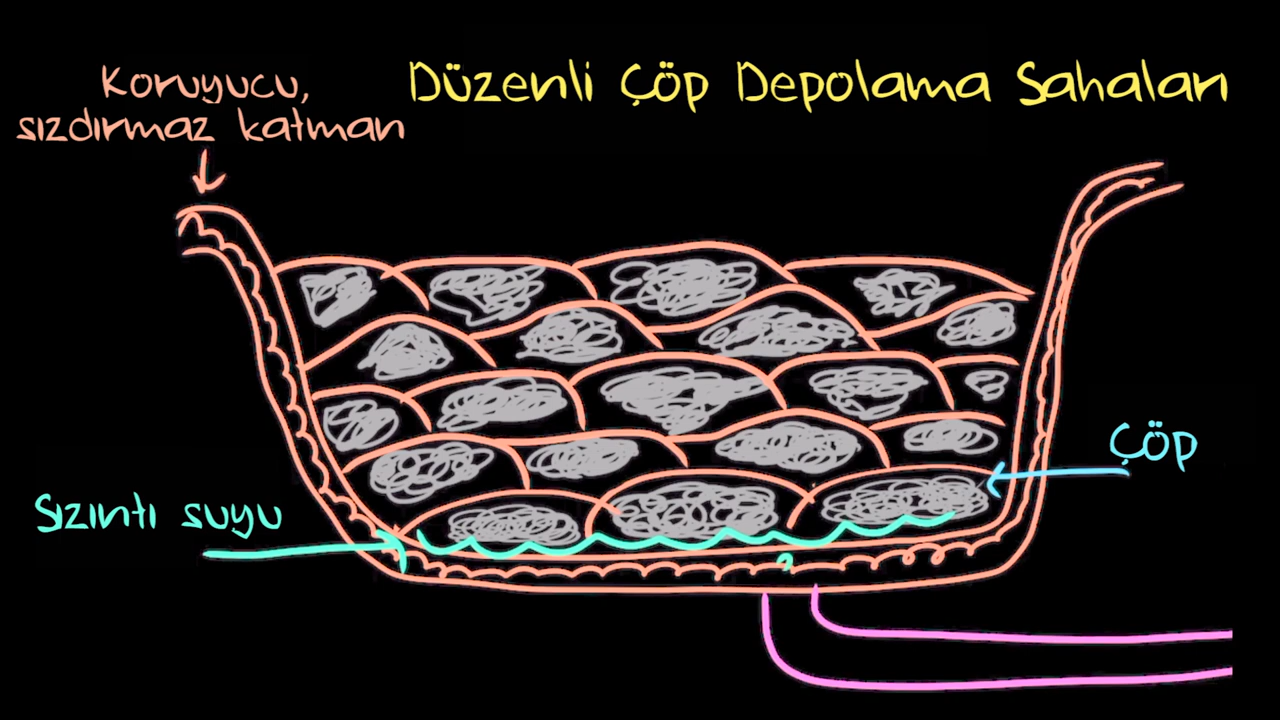 Düzenli Çöp Depolama Sahaları
Koruyucu,
sızdırmaz katman
Çöp
Sızıntı suyu